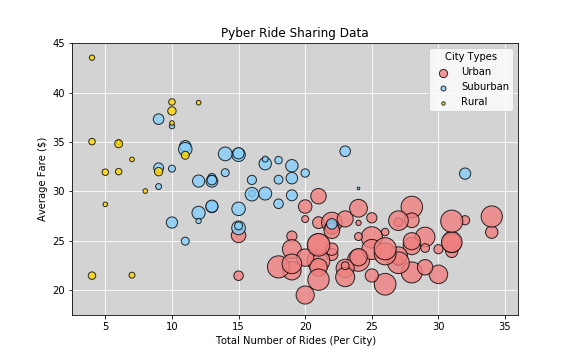 Pyber Ride Sharing Data
City Types
Urban
Suburban
Rural
Average Fare ($)
45
40
35
30
25
20
5 10 15 20 25 30 35
Total Number of Rides (Per City)